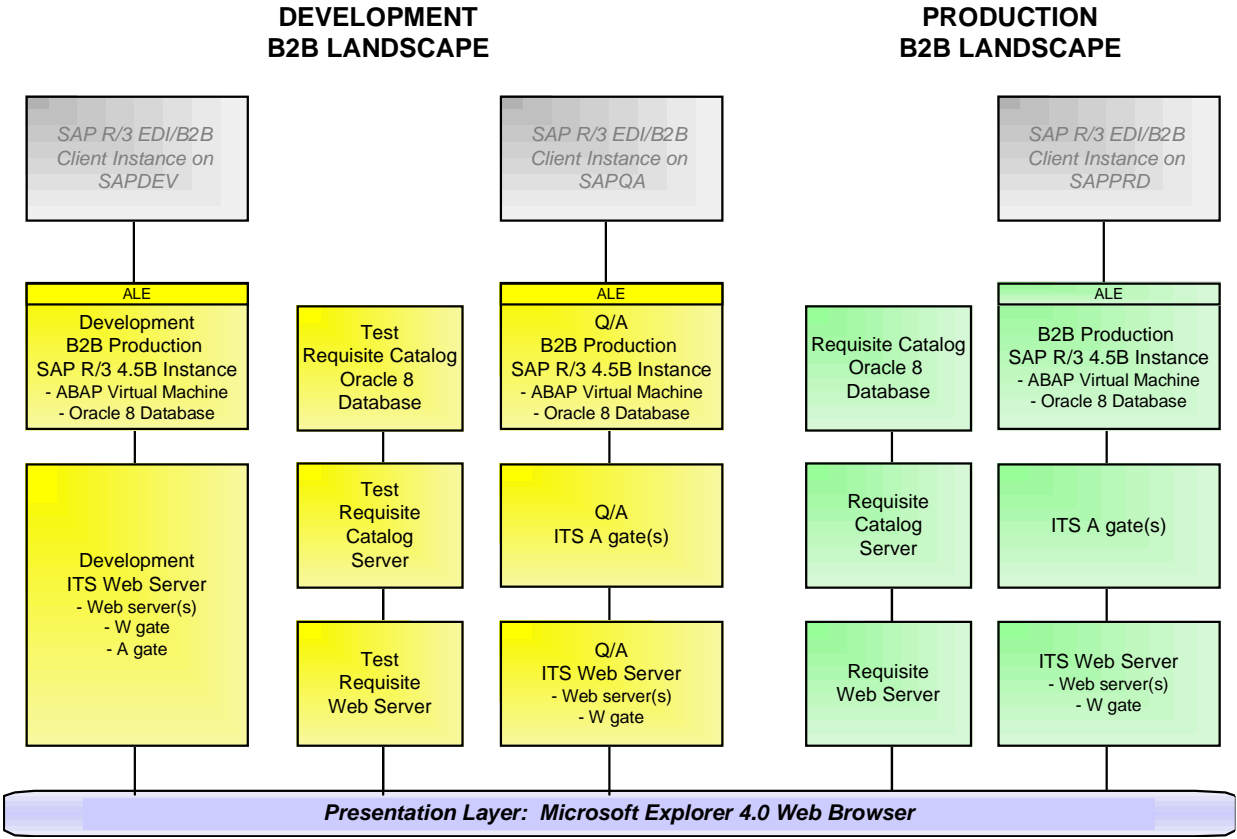 DEVELOPMENT
B2B LANDSCAPE
PRODUCTION
B2B LANDSCAPE
SAP R/3 EDI/B2B
Client Instance on
SAPDEV
SAP R/3 EDI/B2B
Client Instance on
SAPQA
SAP R/3 EDI/B2B
Client Instance on
SAPPRD
ALE
Development
B2B Production
SAP R/3 4.5B Instance
- ABAP Virtual Machine
- Oracle 8 Database
Test
Requisite Catalog
Oracle 8
Database
ALE
Q/A
B2B Production
SAP R/3 4.5B Instance
- ABAP Virtual Machine
- Oracle 8 Database
Requisite Catalog
Oracle 8
Database
ALE
B2B Production
SAP R/3 4.5B Instance
- ABAP Virtual Machine
- Oracle 8 Database
Development
ITS Web Server
- Web server(s)
- W gate
- A gate
Test
Requisite
Catalog
Server
Q/A
ITS A gate(s)
Requisite
Catalog
Server
ITS A gate(s)
Test
Requisite
Web Server
Q/A
ITS Web Server
- Web server(s)
- W gate
Requisite
Web Server
ITS Web Server
- Web server(s)
- W gate
Presentation Layer: Microsoft Explorer 4.0 Web Browser